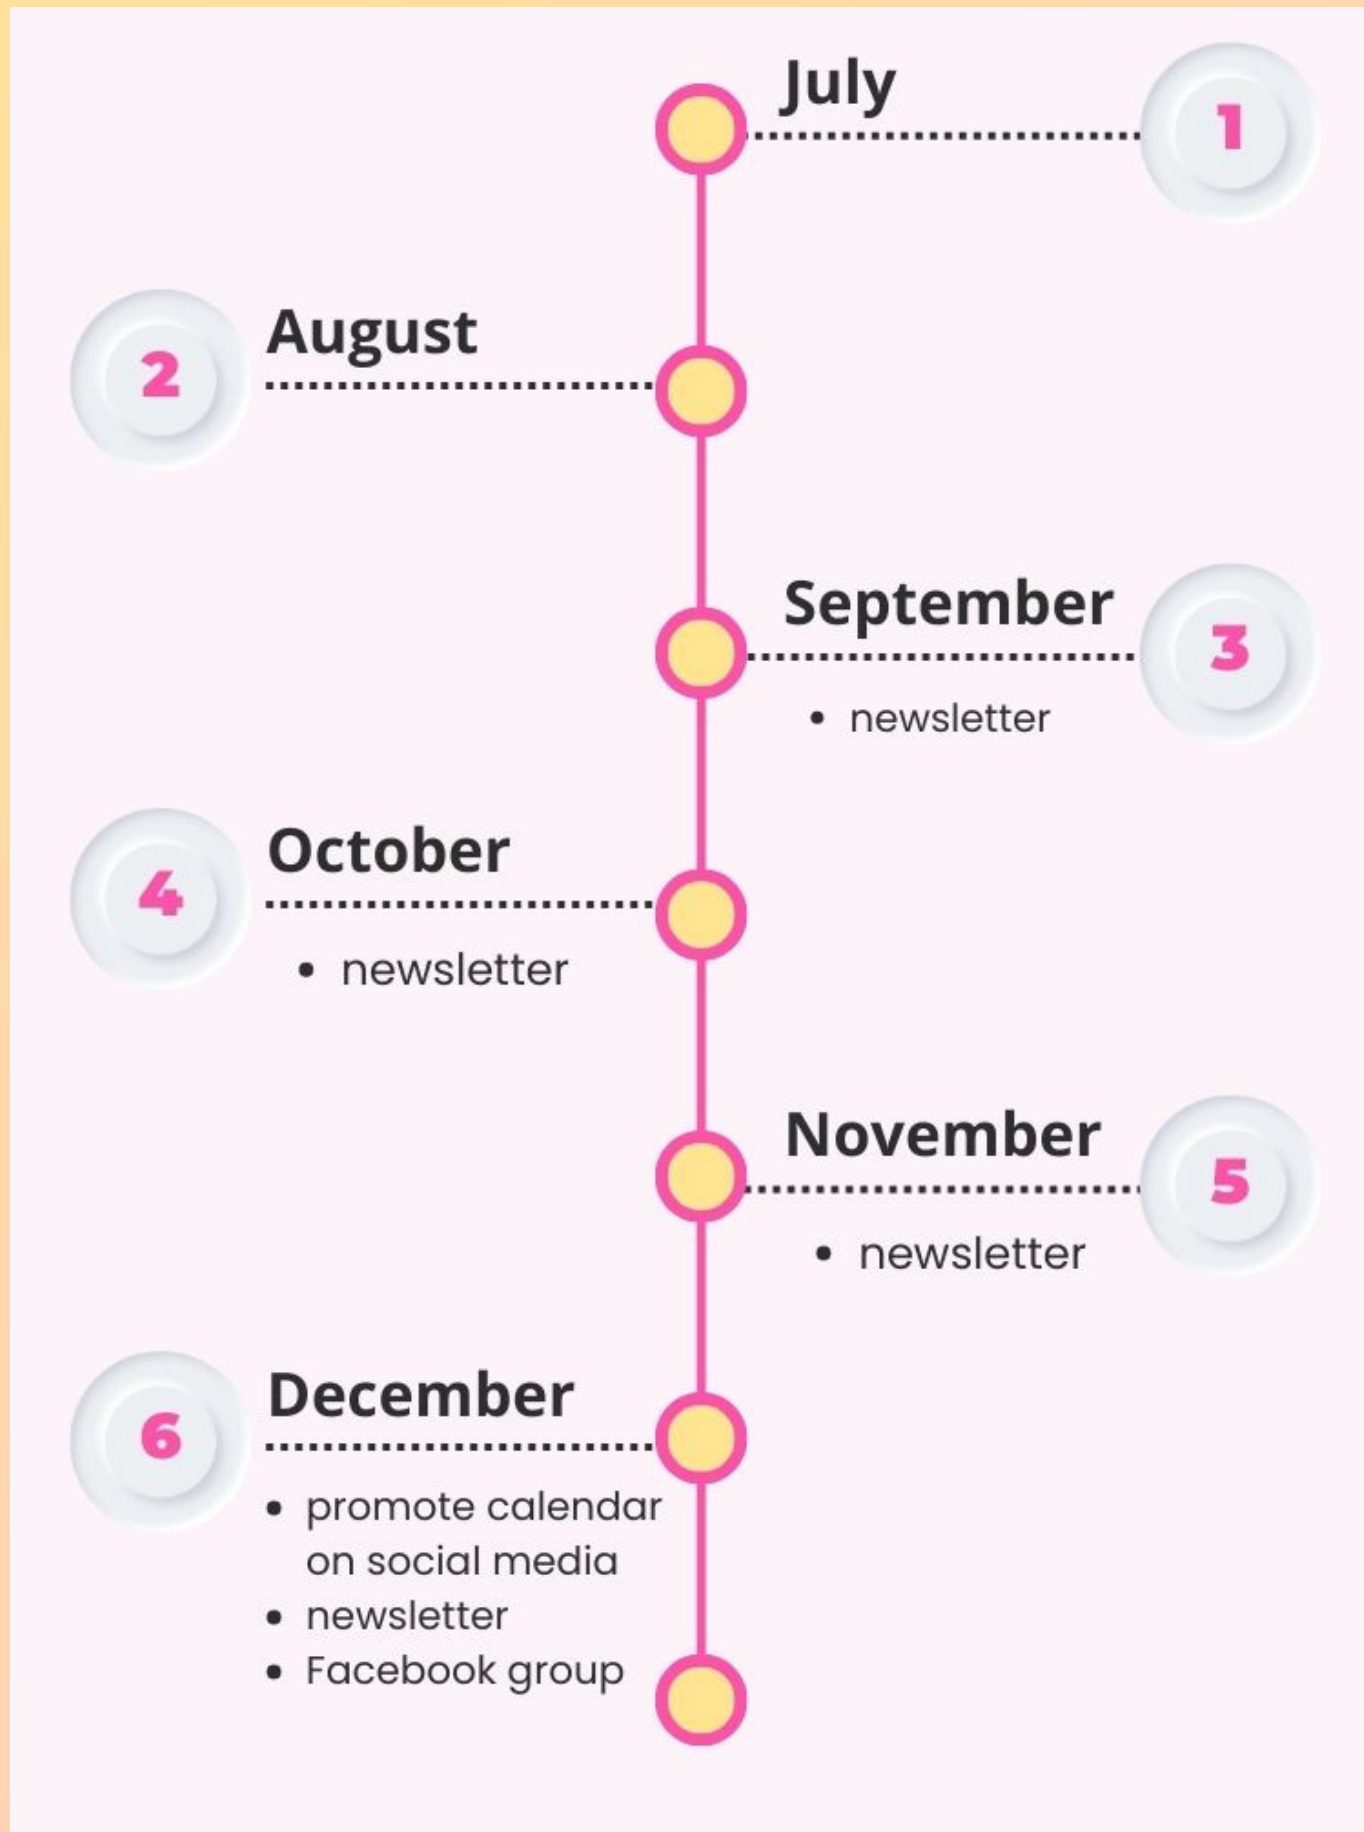 July
1
2
August
September
3
• newsletter
4
October
• newsletter
November
5
• newsletter
6
December
• promote calendar
on social media
• newsletter
• Facebook group